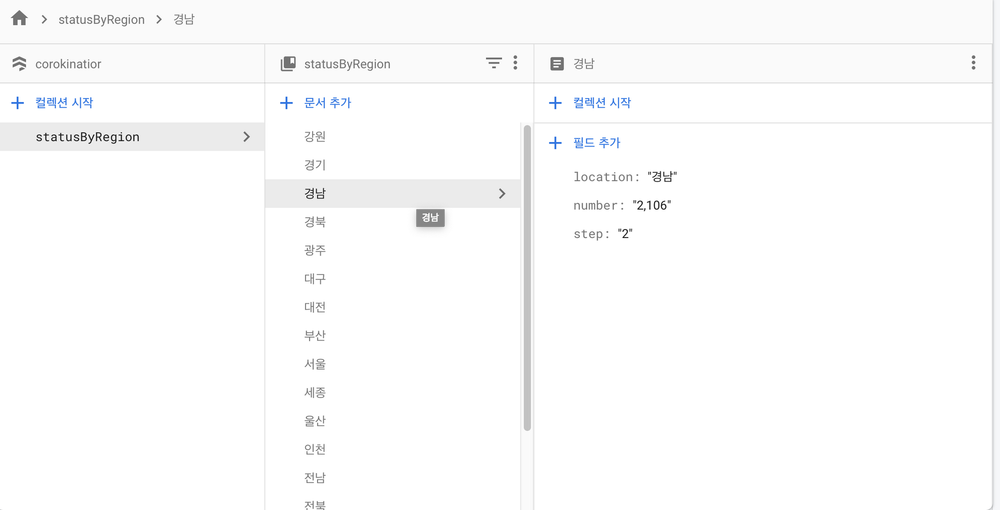 statusByRegion
경남
corokinatior
statusByRegion
경남
컬렉션 시작
문서 추가
컬렉션 시작
statusByRegion
강원
경기
경남
경남
경북
광주
대구
대전
부산
서울
세종
울산
인천
전남
전북
필드 추가
location: "경남"
number: "2,106"
step: "2"